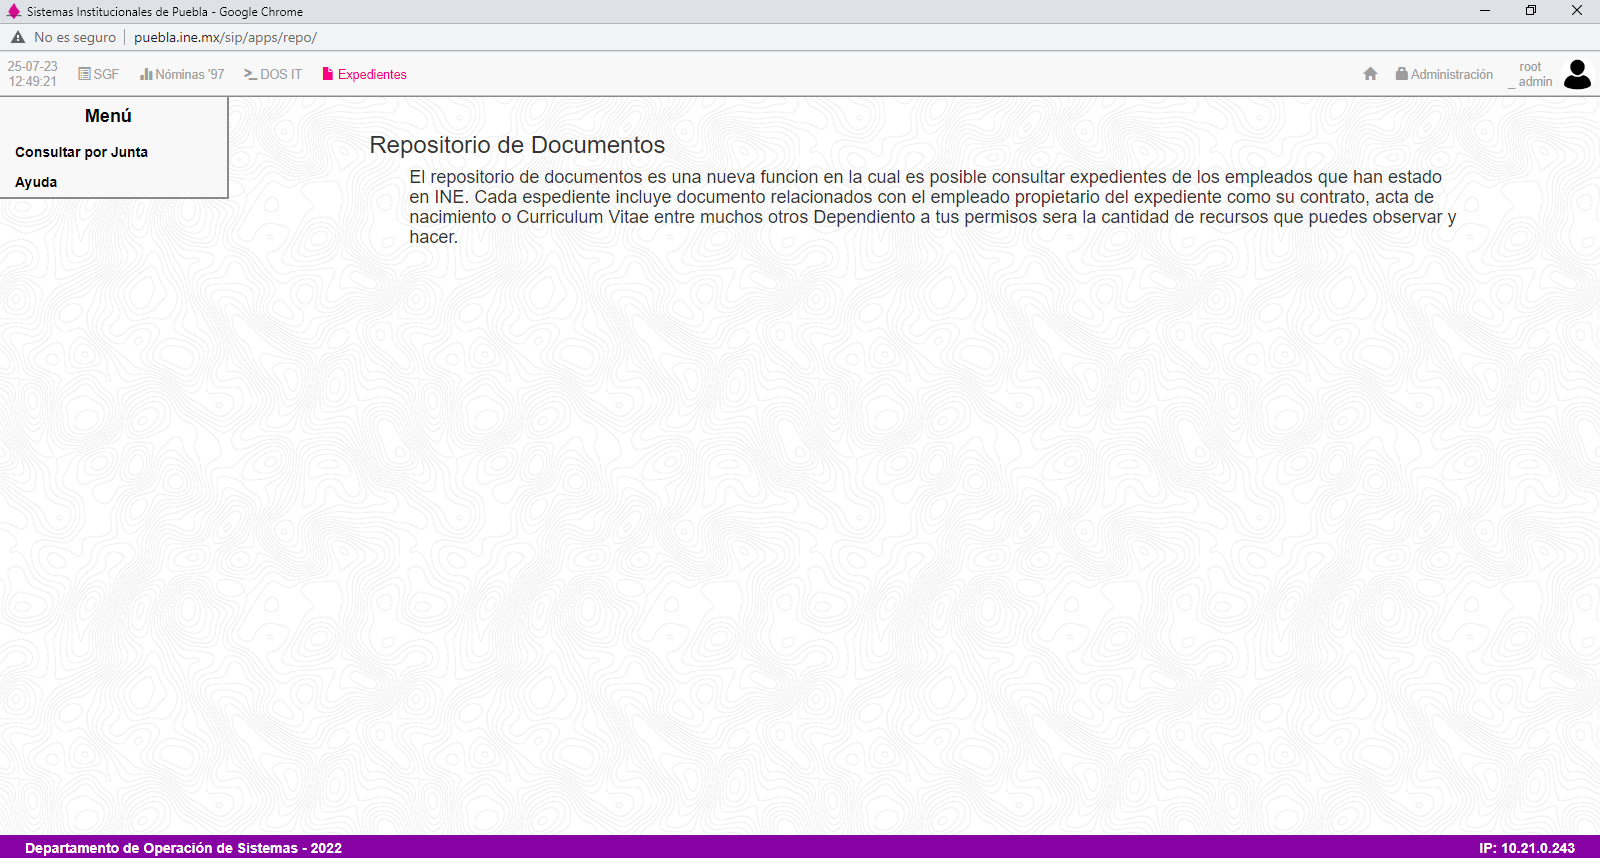 Sistemas Institucionales de Puebla - Google Chrome
No es seguro | puebla.ine.mx/sip/apps/repo/
25-07-23
12:49:21
SGF
Nóminas '97
DOS IT
Expedientes
Administración
root
_ admin
Menú
Consultar por Junta
Ayuda
Repositorio de Documentos
El repositorio de documentos es una nueva funcion en la cual es posible consultar expedientes de los empleados que han estado
en INE. Cada espediente incluye documento relacionados con el empleado propietario del expediente como su contrato, acta de
nacimiento o Curriculum Vitae entre muchos otros Dependiento a tus permisos sera la cantidad de recursos que puedes observar y
hacer.
Departamento de Operación de Sistemas - 2022
IP: 10.21.0.243